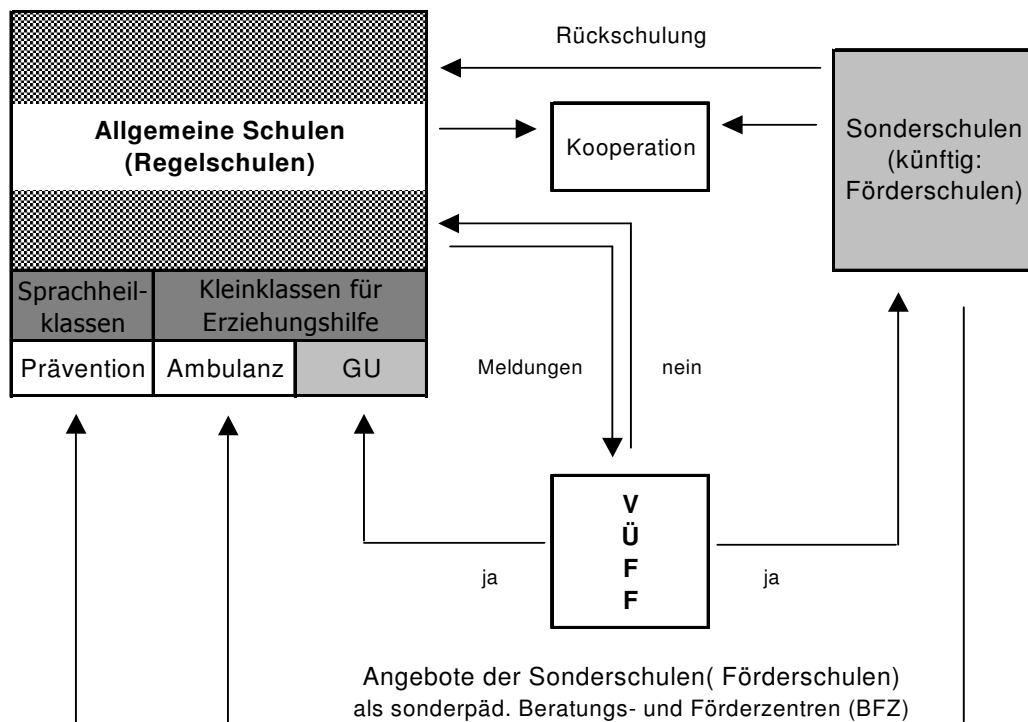 Rückschulung
Allgemeine Schulen
(Regelschulen)
Kooperation
Sonderschulen
(künftig:
Förderschulen)
Sprachheil-
klassen
Kleinklassen für
Erziehungshilfe
Prävention
Ambulanz
GU
Meldungen
nein
V
Ü
F
F
ja
ja
Angebote der Sonderschulen( Förderschulen)
als sonderpäd. Beratungs- und Förderzentren (BFZ)